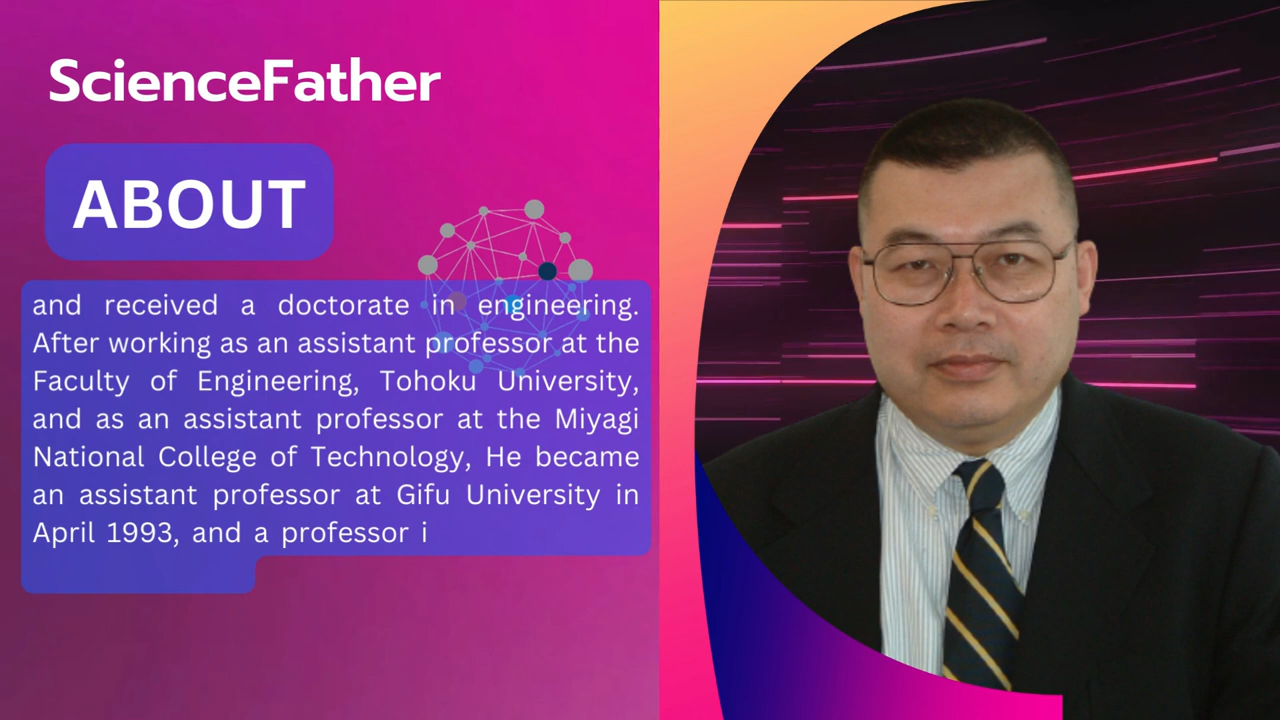 ScienceFather
ABOUT
and received a doctorate in engineering.
After working as an assistant professor at the
Faculty of Engineering, Tohoku University,
and as an assistant professor at the Miyagi
National College of Technology, He became
an assistant professor at Gifu University in
April 1993, and a professor i